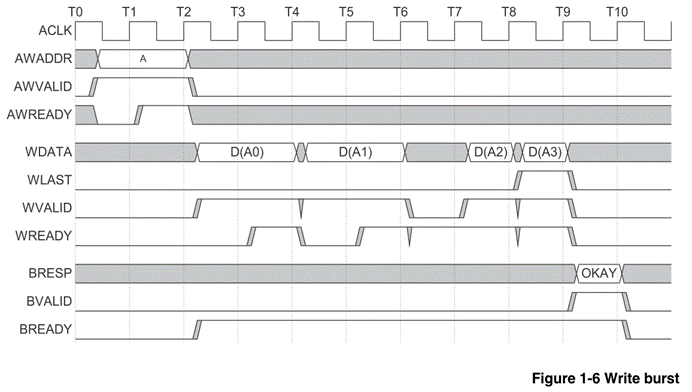 T0 T1 T2 T3 T4 T5 T6 T7 T8 T9 T10
ACLK
AWADDR A
AWVALID
AWREADY
WDATA D(A0) D(A1) D(A2) D(A3)
WLAST
WVALID
WREADY
BRESP OKAY
BVALID
BREADY
Figure 1-6 Write burst